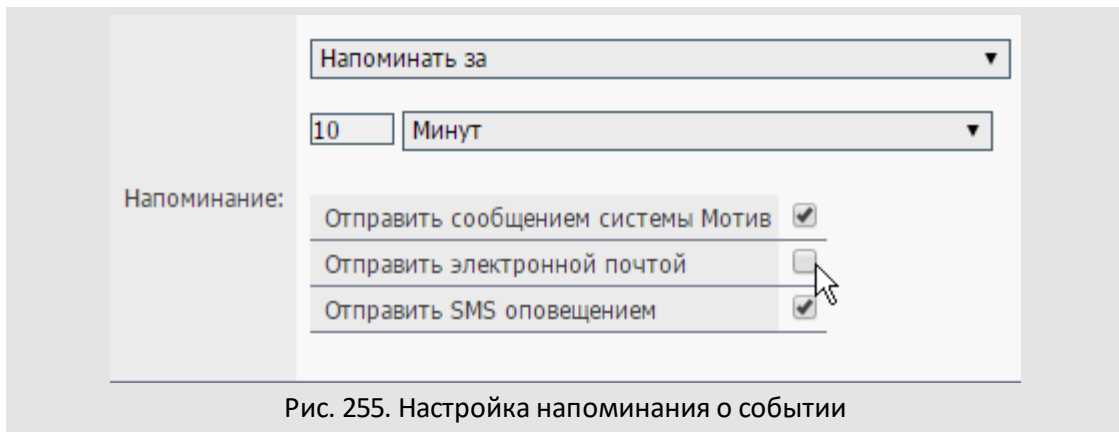 Напоминать за
10 Минут
Напоминание:
Отправить сообщением системы Мотив
Отправить электронной почтой
Отправить SMS оповещением
Рис. 255. Настройка напоминания о событии